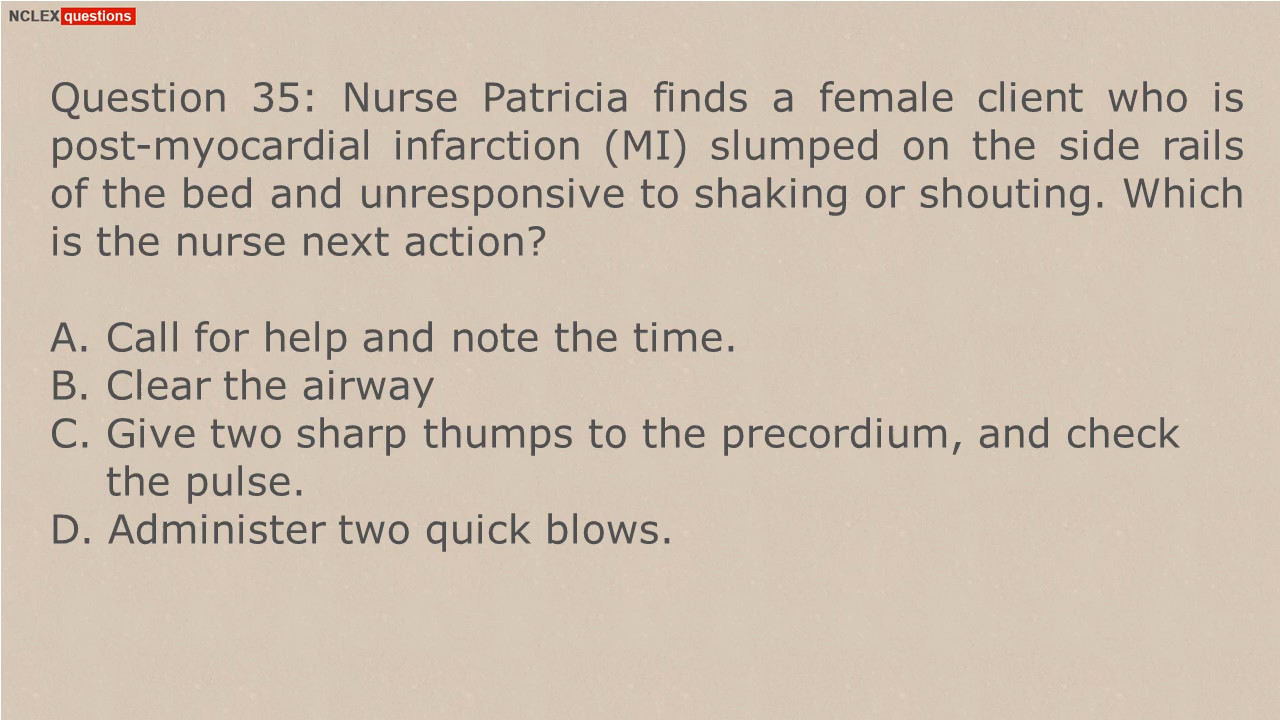 NCLEX questions
Question 35: Nurse Patricia finds a female client who is
post-myocardial infarction (MI) slumped on the side rails
of the bed and unresponsive to shaking or shouting. Which
is the nurse next action?
A. Call for help and note the time.
B. Clear the airway
C. Give two sharp thumps to the precordium, and check
the pulse.
D. Administer two quick blows.